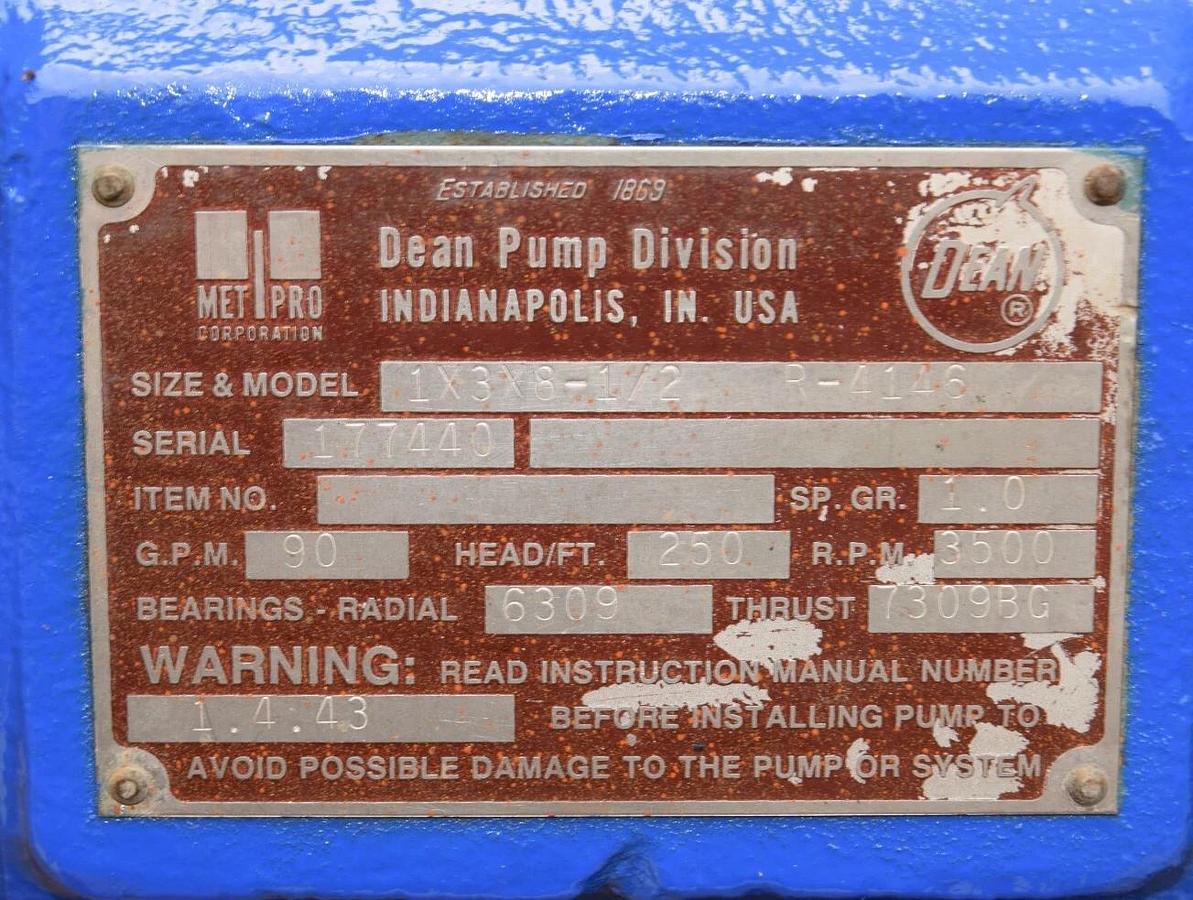 ESTABLISHED 1869
MET PRO
CORPORATION
Dean Pump Division
INDIANAPOLIS, IN. USA
DEAN ®
SIZE & MODEL 1X3X8-1/2 R-4146
SERIAL 177440
ITEM NO. SP. GR. 1.0
G.P.M. 90 HEAD/FT. 250 R.P.M. 3500
BEARINGS - RADIAL 6309 THRUST 7309BG
WARNING: READ INSTRUCTION MANUAL NUMBER
1.4.43 BEFORE INSTALLING PUMP TO
AVOID POSSIBLE DAMAGE TO THE PUMP OR SYSTEM